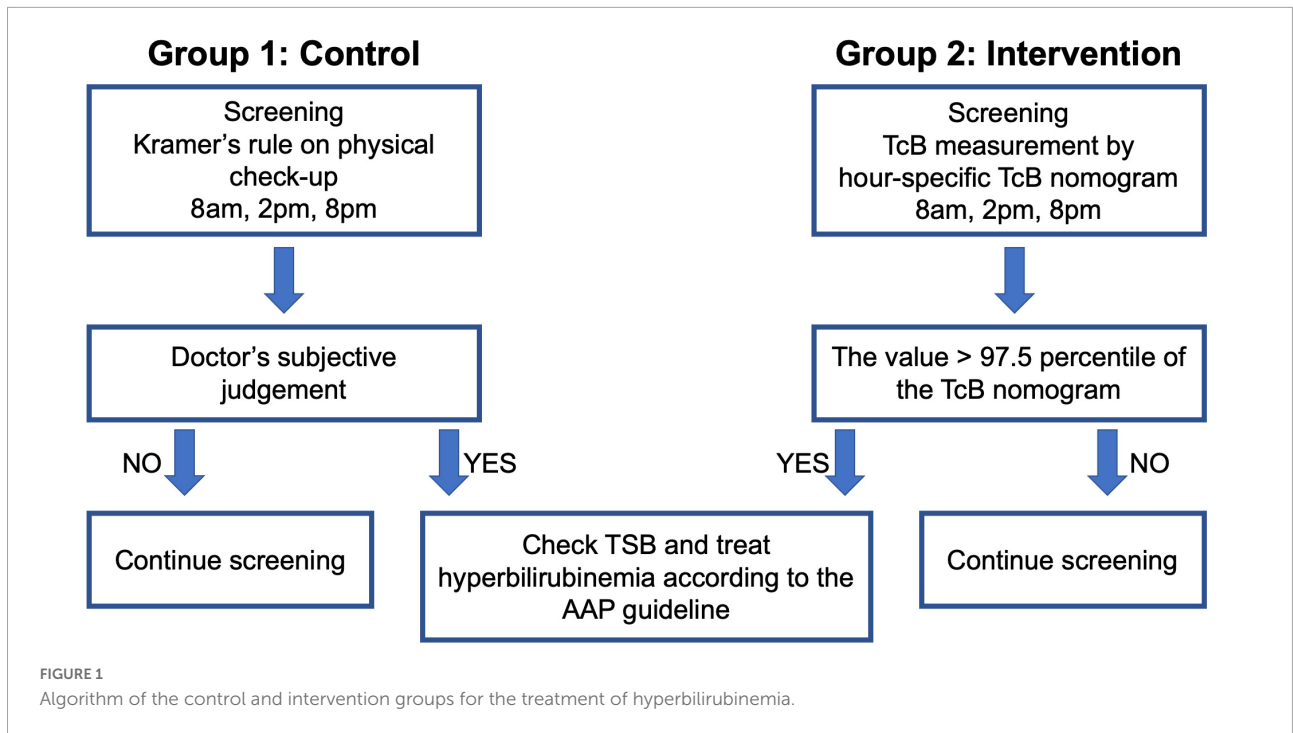 Group 1: Control
Screening
Kramer's rule on physical
check-up
8am, 2pm, 8pm
Doctor's subjective
judgement
NO
YES
Continue screening
Group 2: Intervention
Screening
TcB measurement by
hour-specific TcB nomogram
8am, 2pm, 8pm
The value > 97.5 percentile of
the TcB nomogram
YES
NO
Check TSB and treat
hyperbilirubinemia according to the
AAP guideline
Continue screening
FIGURE 1
Algorithm of the control and intervention groups for the treatment of hyperbilirubinemia.